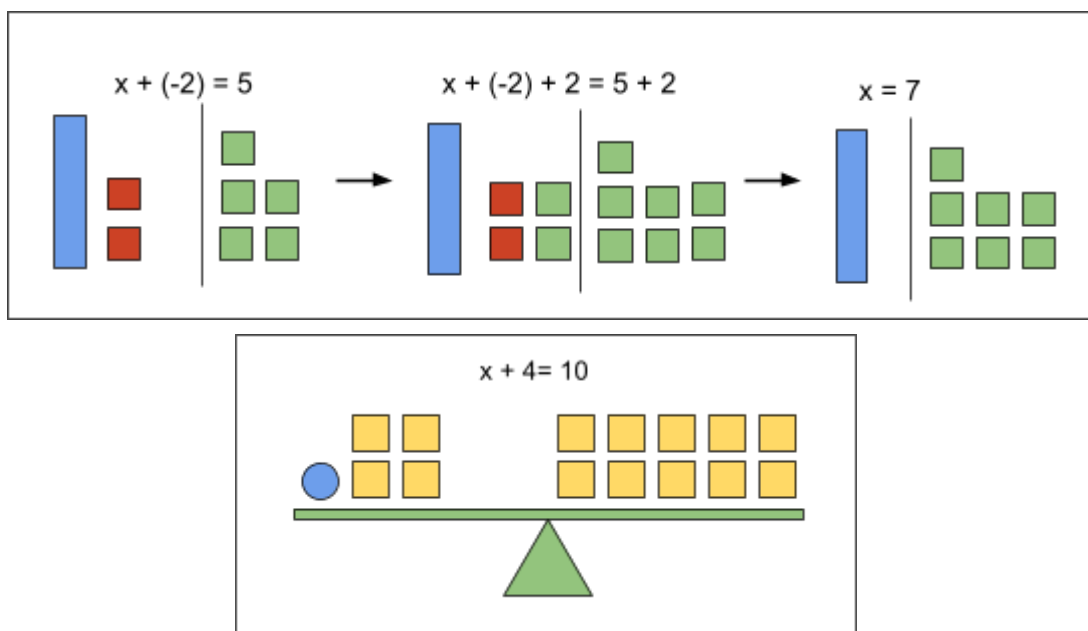 x + (-2) = 5
x + (-2) + 2 = 5 + 2
x = 7
x + 4= 10